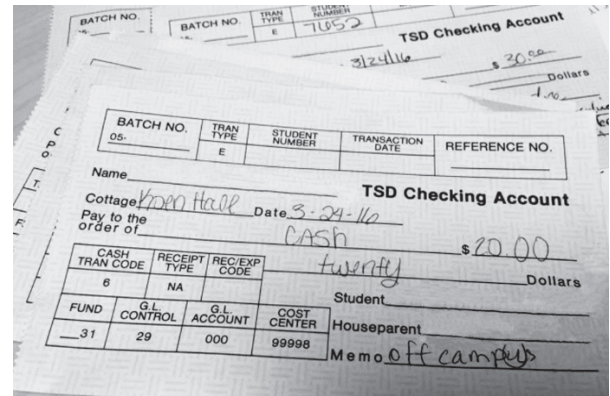 BATCH NO.
BATCH NO. TRAN TYPE STUDENT NUMBER
E 7652
TSD Checking Account
3/24/16 $ 30.00
Dollars
BATCH NO. TRAN TYPE STUDENT NUMBER TRANSACTION DATE REFERENCE NO.
05- E
Name
TSD Checking Account
Cottage Koen Hall Date 3-24-16
Pay to the
order of CASh $20.00
twenty Dollars
CASH TRAN CODE RECEIPT TYPE REC/EXP CODE
6 NA
Student
FUND G.L. CONTROL G.L. ACCOUNT COST CENTER
Houseparent
31 29 000 99998
Memo off campus